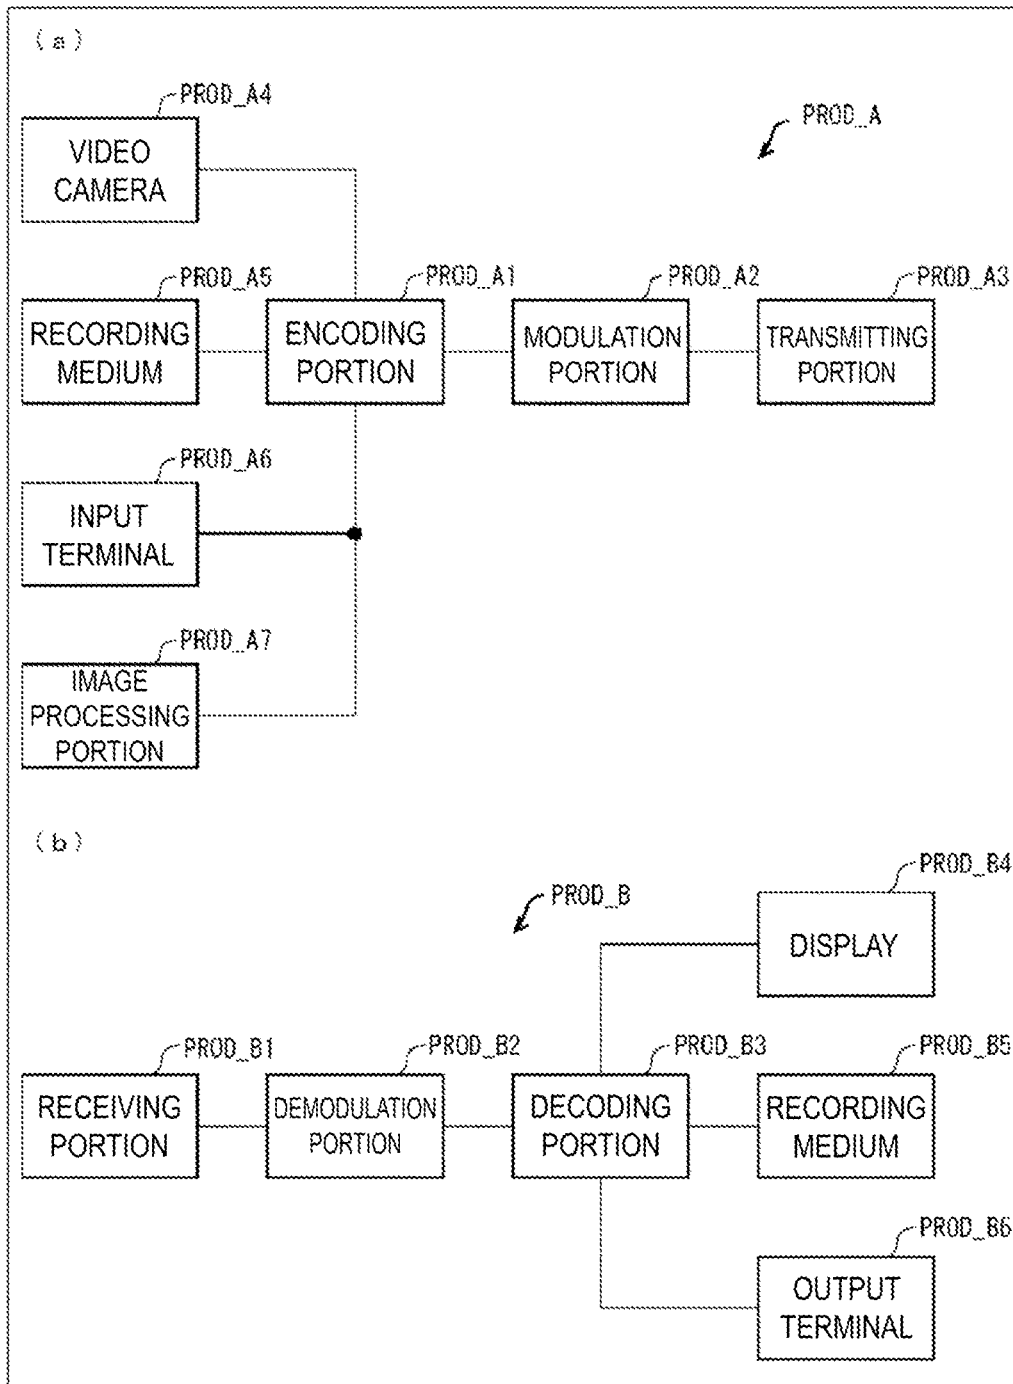 (a)
PROD_A4
VIDEO
CAMERA
PROD_A
PROD_A5
RECORDING
MEDIUM
PROD_A1
ENCODING
PORTION
PROD_A2
MODULATION
PORTION
PROD_A3
TRANSMITTING
PORTION
PROD_A6
INPUT
TERMINAL
PROD_A7
IMAGE
PROCESSING
PORTION
(b)
PROD_B
PROD_B4
DISPLAY
PROD_B1
RECEIVING
PORTION
PROD_B2
DEMODULATION
PORTION
PROD_B3
DECODING
PORTION
PROD_B5
RECORDING
MEDIUM
PROD_B6
OUTPUT
TERMINAL